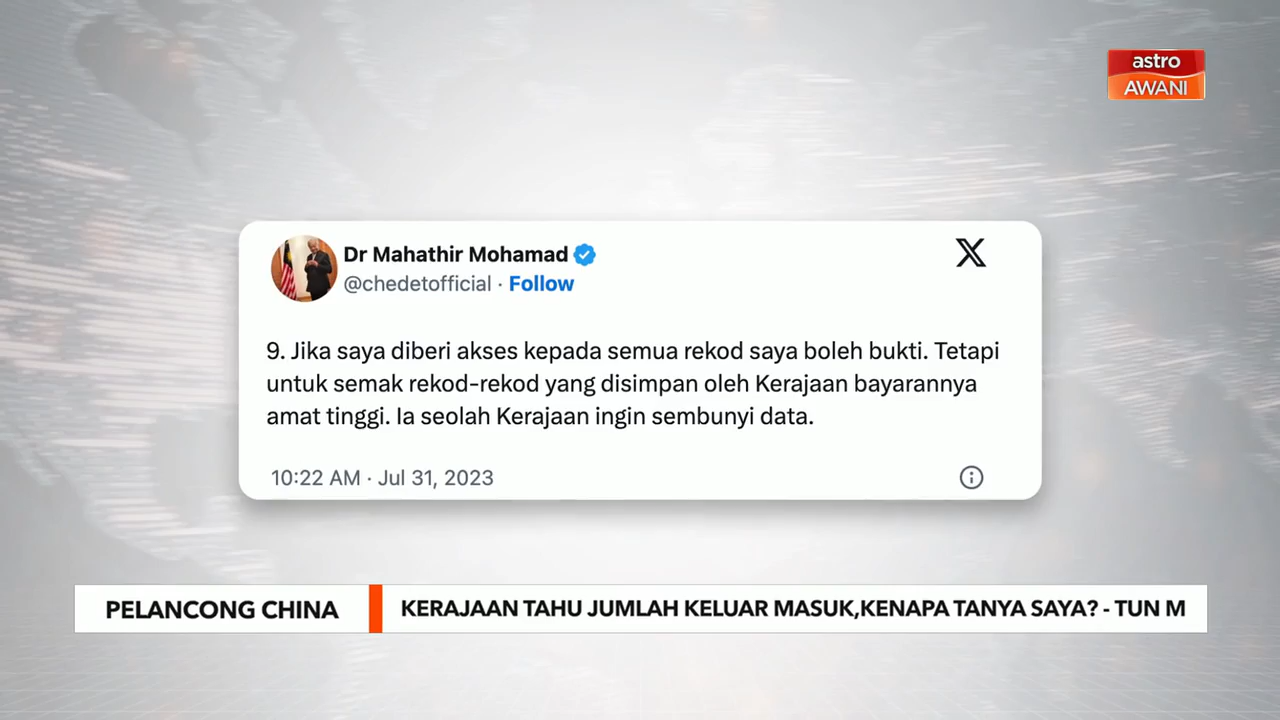 astro
AWANI
Dr Mahathir Mohamad
@chedetofficial · Follow
9. Jika saya diberi akses kepada semua rekod saya boleh bukti. Tetapi
untuk semak rekod-rekod yang disimpan oleh Kerajaan bayarannya
amat tinggi. Ia seolah Kerajaan ingin sembunyi data.
10:22 AM · Jul 31, 2023
PELANCONG CHINA
KERAJAAN TAHU JUMLAH KELUAR MASUK,KENAPA TANYA SAYA? - TUN M